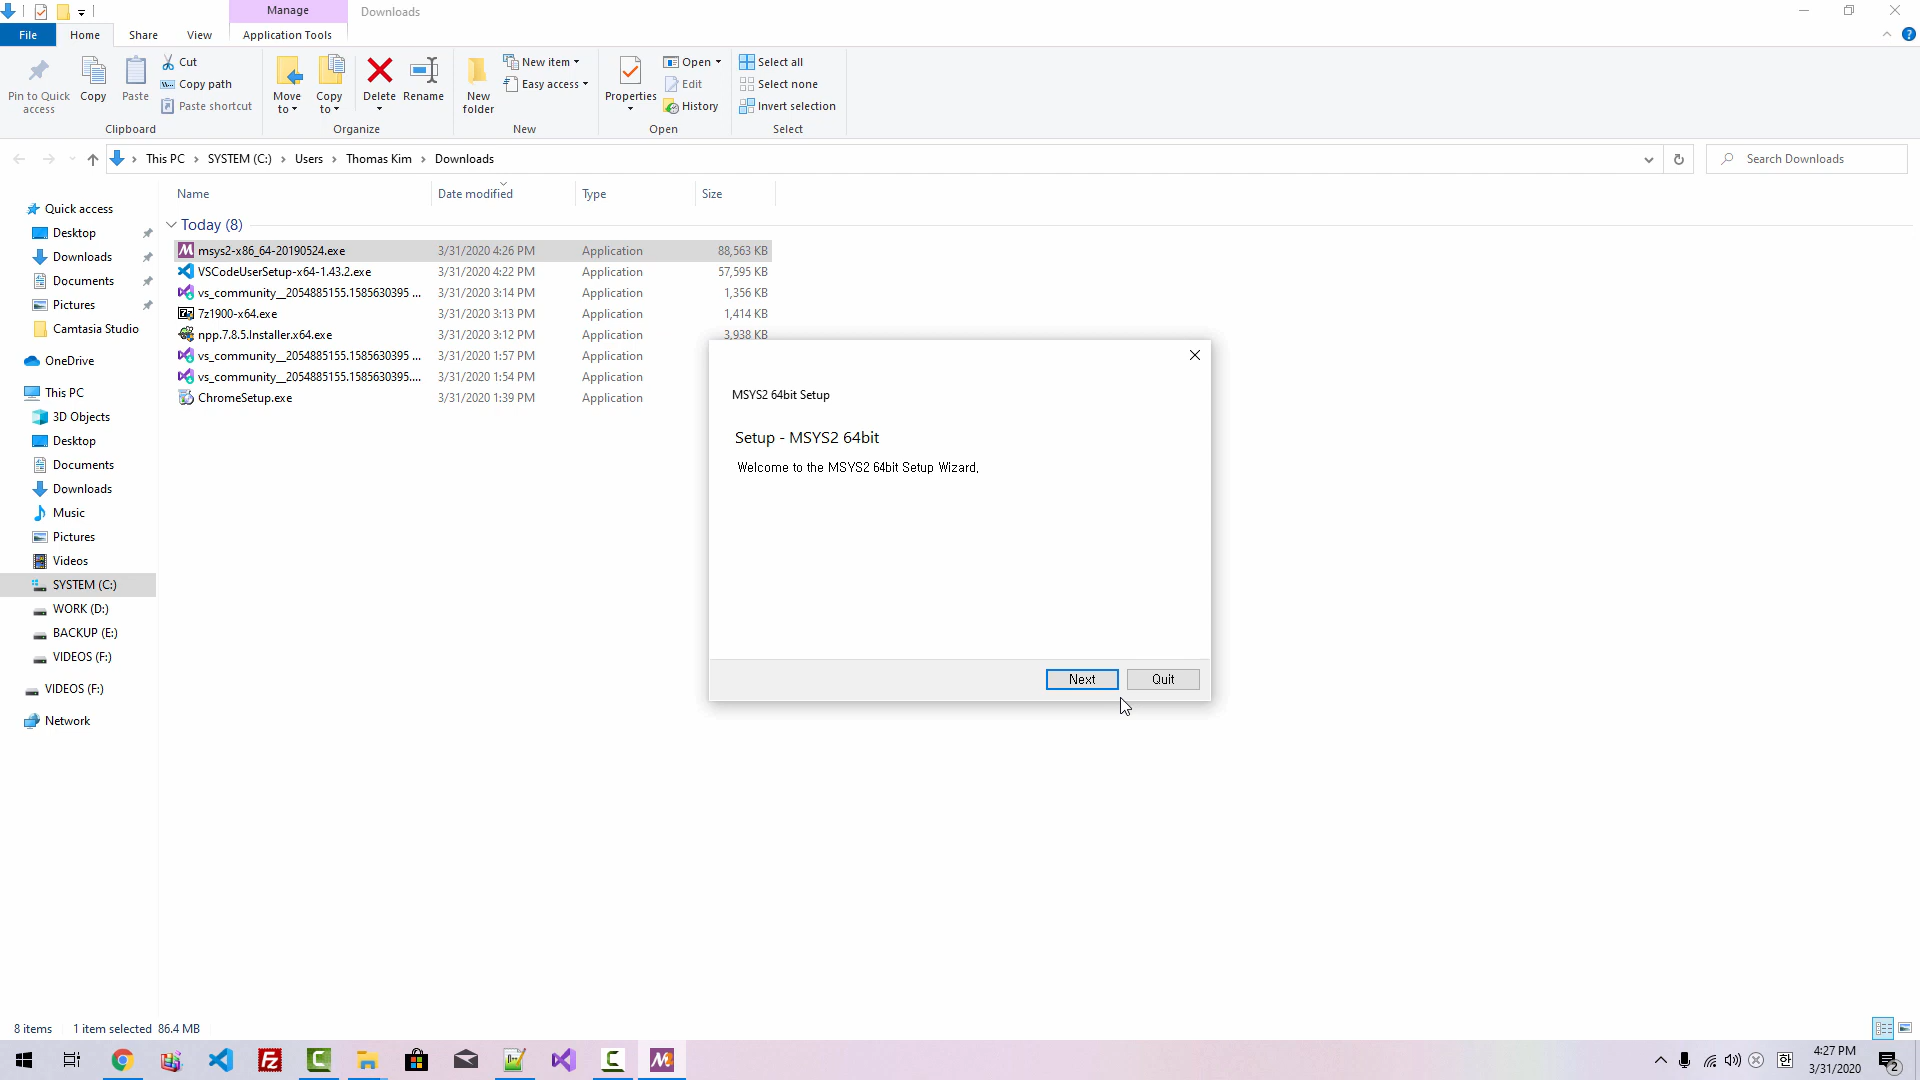 Manage
Downloads
File
Home
Share
View
Application Tools
Pin to Quick access
Copy
Paste
Cut
Copy path
Paste shortcut
Clipboard
Move to
Copy to
Delete
Rename
Organize
New folder
New item
Easy access
New
Properties
Open
Edit
History
Open
Select all
Select none
Invert selection
Select
This PC
SYSTEM (C:)
Users
Thomas Kim
Downloads
Search Downloads
Name
Date modified
Type
Size
Today (8)
msys2-x86_64-20190524.exe 3/31/2020 4:26 PM Application 88,563 KB
VSCodeUserSetup-x64-1.43.2.exe 3/31/2020 4:22 PM Application 57,595 KB
vs_community__2054885155.1585630395 ... 3/31/2020 3:14 PM Application 1,356 KB
7z1900-x64.exe 3/31/2020 3:13 PM Application 1,414 KB
npp.7.8.5.Installer.x64.exe 3/31/2020 3:12 PM Application 3,938 KB
vs_community__2054885155.1585630395 ... 3/31/2020 1:57 PM Application
vs_community__2054885155.1585630395.... 3/31/2020 1:54 PM Application
ChromeSetup.exe 3/31/2020 1:39 PM Application
Quick access
Desktop
Downloads
Documents
Pictures
Camtasia Studio
OneDrive
This PC
3D Objects
Desktop
Documents
Downloads
Music
Pictures
Videos
SYSTEM (C:)
WORK (D:)
BACKUP (E:)
VIDEOS (F:)
VIDEOS (F:)
Network
MSYS2 64bit Setup
Setup - MSYS2 64bit
Welcome to the MSYS2 64bit Setup Wizard.
Next
Quit
8 items
1 item selected 86.4 MB
한
4:27 PM
3/31/2020
2